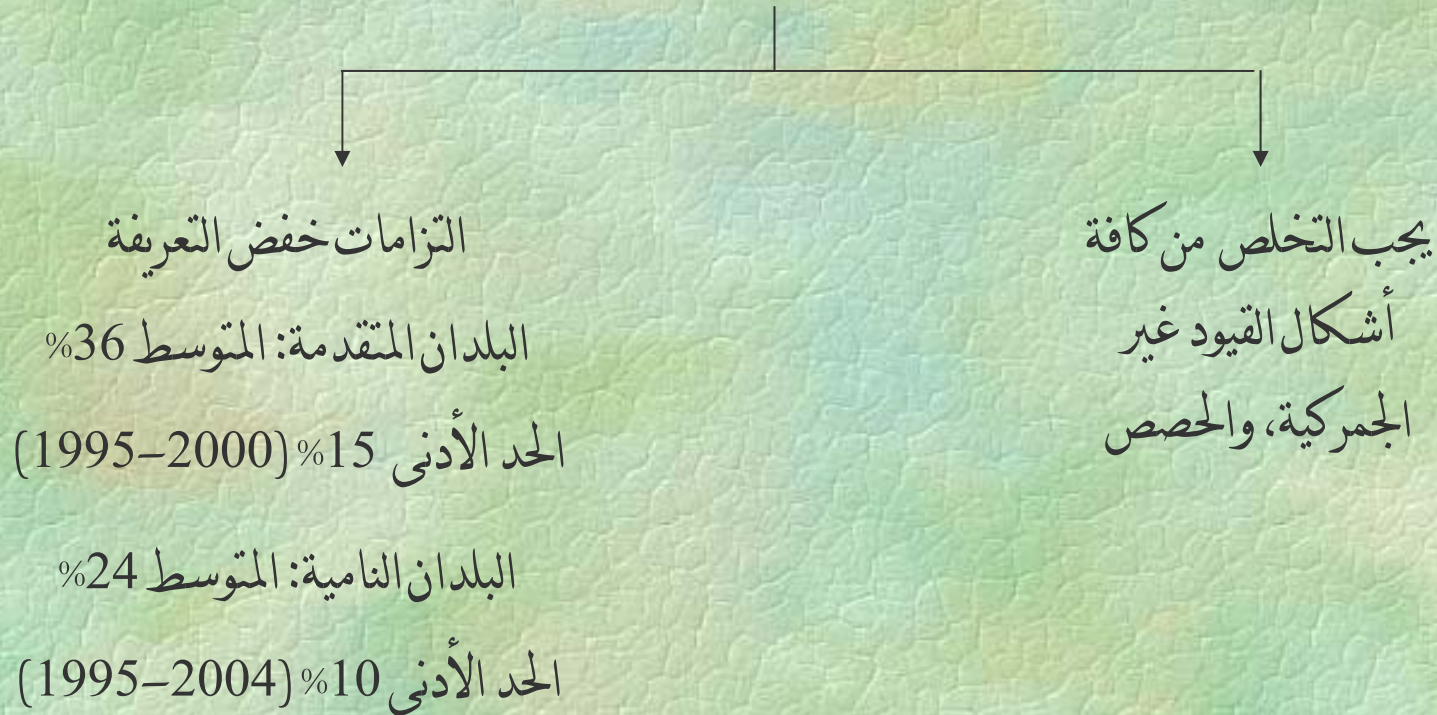 يجب التخلص من كافة
أشكال القيود غير
الجمركية، والحصص
التزامات خفض التعريفة
البلدان المتقدمة: المتوسط 36%
الحد الأدنى 15% (1995–2000)
البلدان النامية: المتوسط 24%
الحد الأدنى 10% (1995–2004)